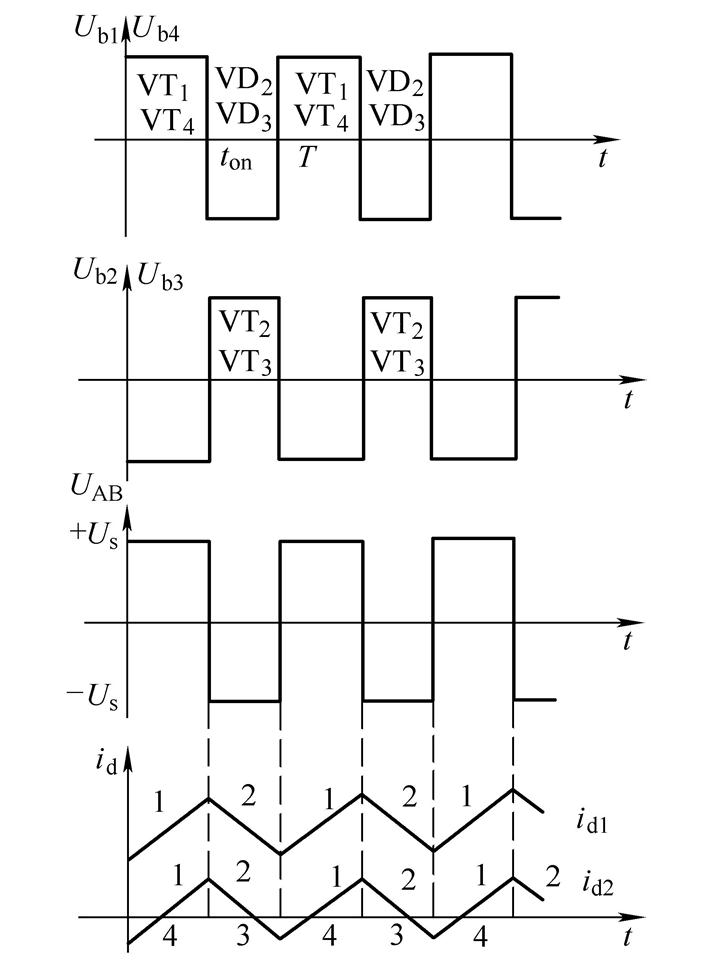 Ub1 Ub4
VT1 VD2 VT1 VD2
VT4 VD3 VT4 VD3
ton T t
Ub2 Ub3
VT2 VT2
VT3 VT3
t
UAB
+Us
t
−Us
id
1 2 1 2 1
id1
1 2 1 2 1 2 id2
4 3 4 3 4 t